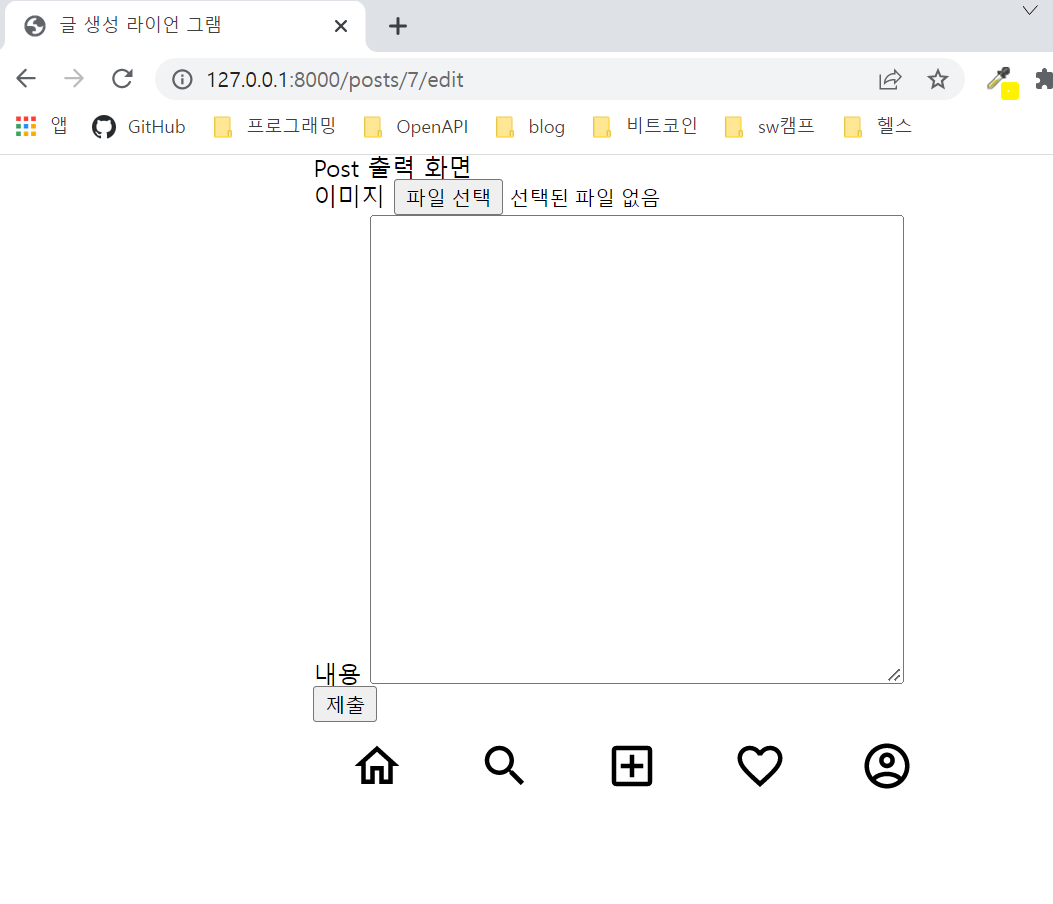 글 생성 라이언 그램
127.0.0.1:8000/posts/7/edit
앱 GitHub 프로그래밍 OpenAPI blog 비트코인 sw캠프 헬스
Post 출력 화면
이미지 파일 선택 선택된 파일 없음
내용
제출